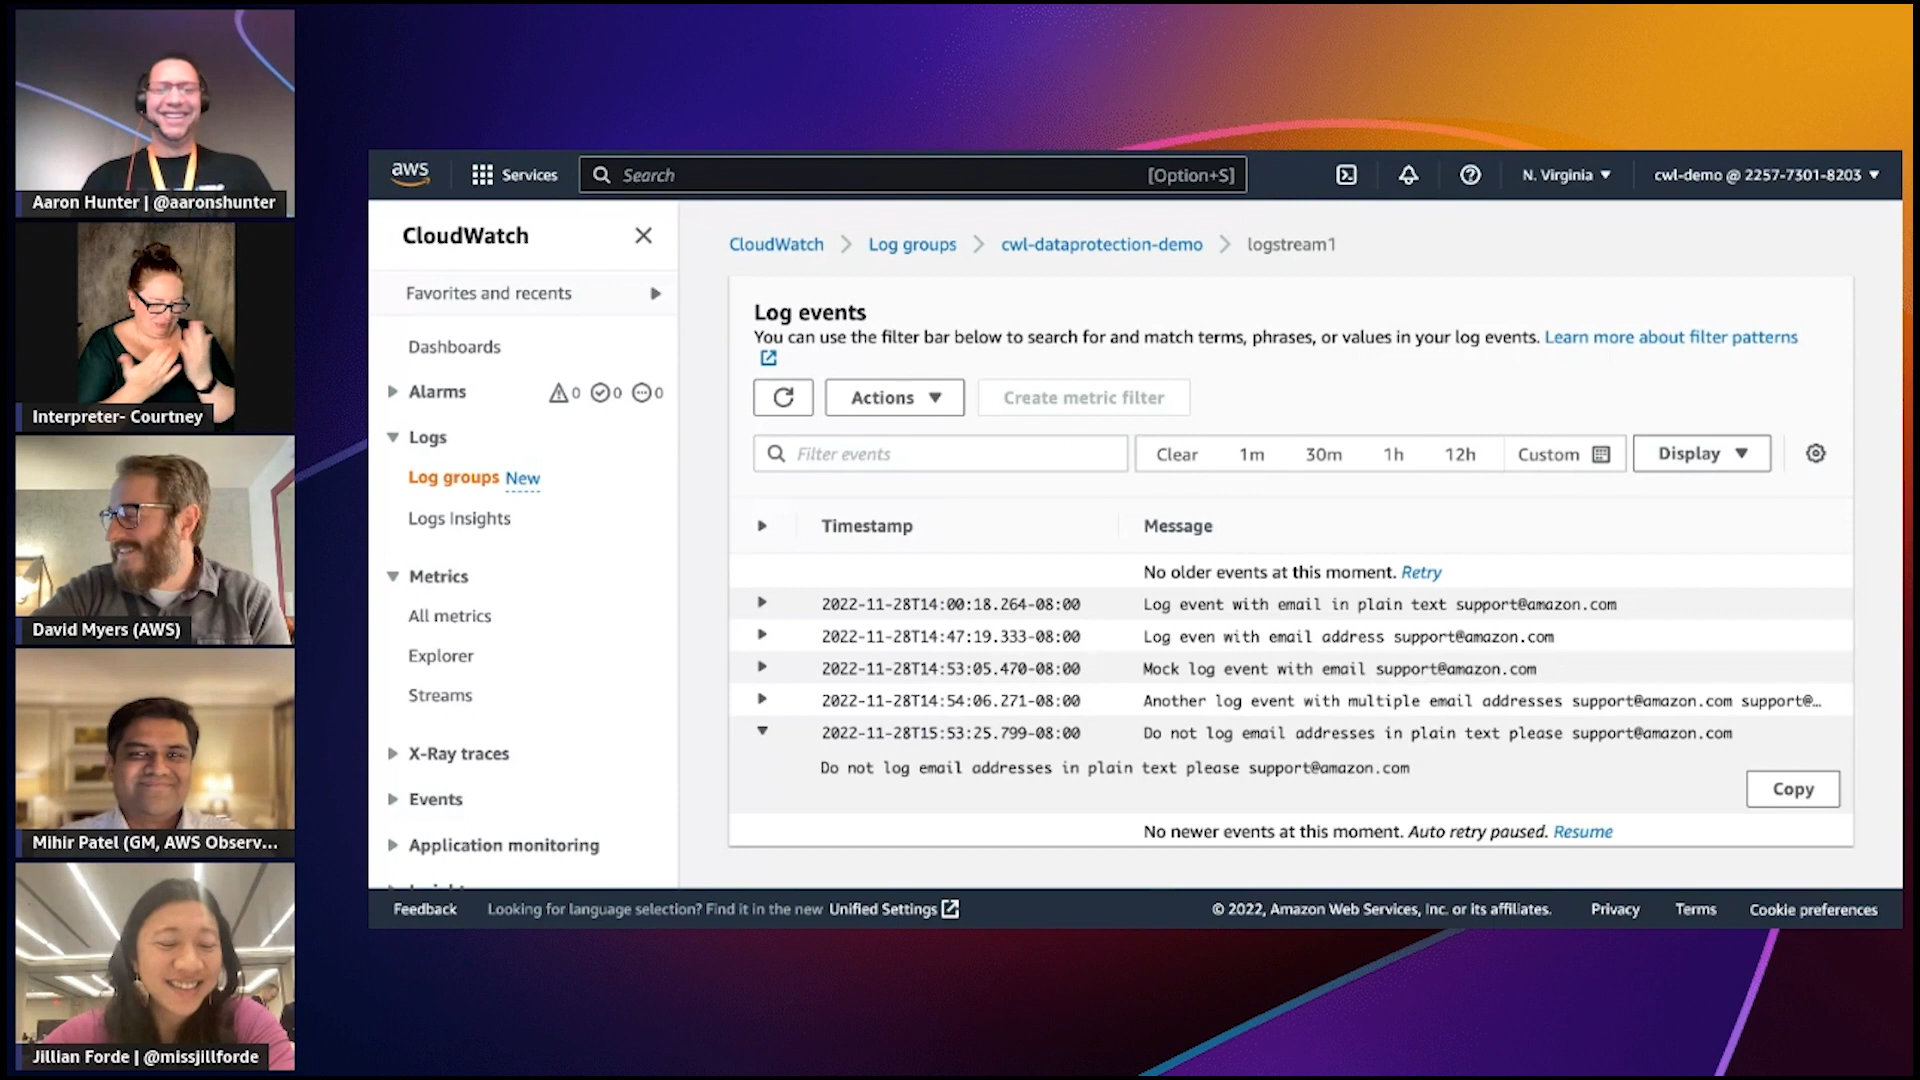 Aaron Hunter | @aaronshunter
Interpreter- Courtney
David Myers (AWS)
Mihir Patel (GM, AWS Observ...
Jillian Forde | @missjillforde
aws
Services
Search
[Option+S]
N. Virginia
cwl-demo @ 2257-7301-8203
CloudWatch
Favorites and recents
Dashboards
Alarms 0 0 0
Logs
Log groups New
Logs Insights
Metrics
All metrics
Explorer
Streams
X-Ray traces
Events
Application monitoring
CloudWatch > Log groups > cwl-dataprotection-demo > logstream1
Log events
You can use the filter bar below to search for and match terms, phrases, or values in your log events. Learn more about filter patterns
Actions
Create metric filter
Filter events
Clear 1m 30m 1h 12h Custom
Display
Timestamp Message
No older events at this moment. Retry
2022-11-28T14:00:18.264-08:00 Log event with email in plain text support@amazon.com
2022-11-28T14:47:19.333-08:00 Log even with email address support@amazon.com
2022-11-28T14:53:05.470-08:00 Mock log event with email support@amazon.com
2022-11-28T14:54:06.271-08:00 Another log event with multiple email addresses support@amazon.com support@…
2022-11-28T15:53:25.799-08:00 Do not log email addresses in plain text please support@amazon.com
Do not log email addresses in plain text please support@amazon.com
Copy
No newer events at this moment. Auto retry paused. Resume
Feedback
Looking for language selection? Find it in the new Unified Settings
© 2022, Amazon Web Services, Inc. or its affiliates.
Privacy
Terms
Cookie preferences